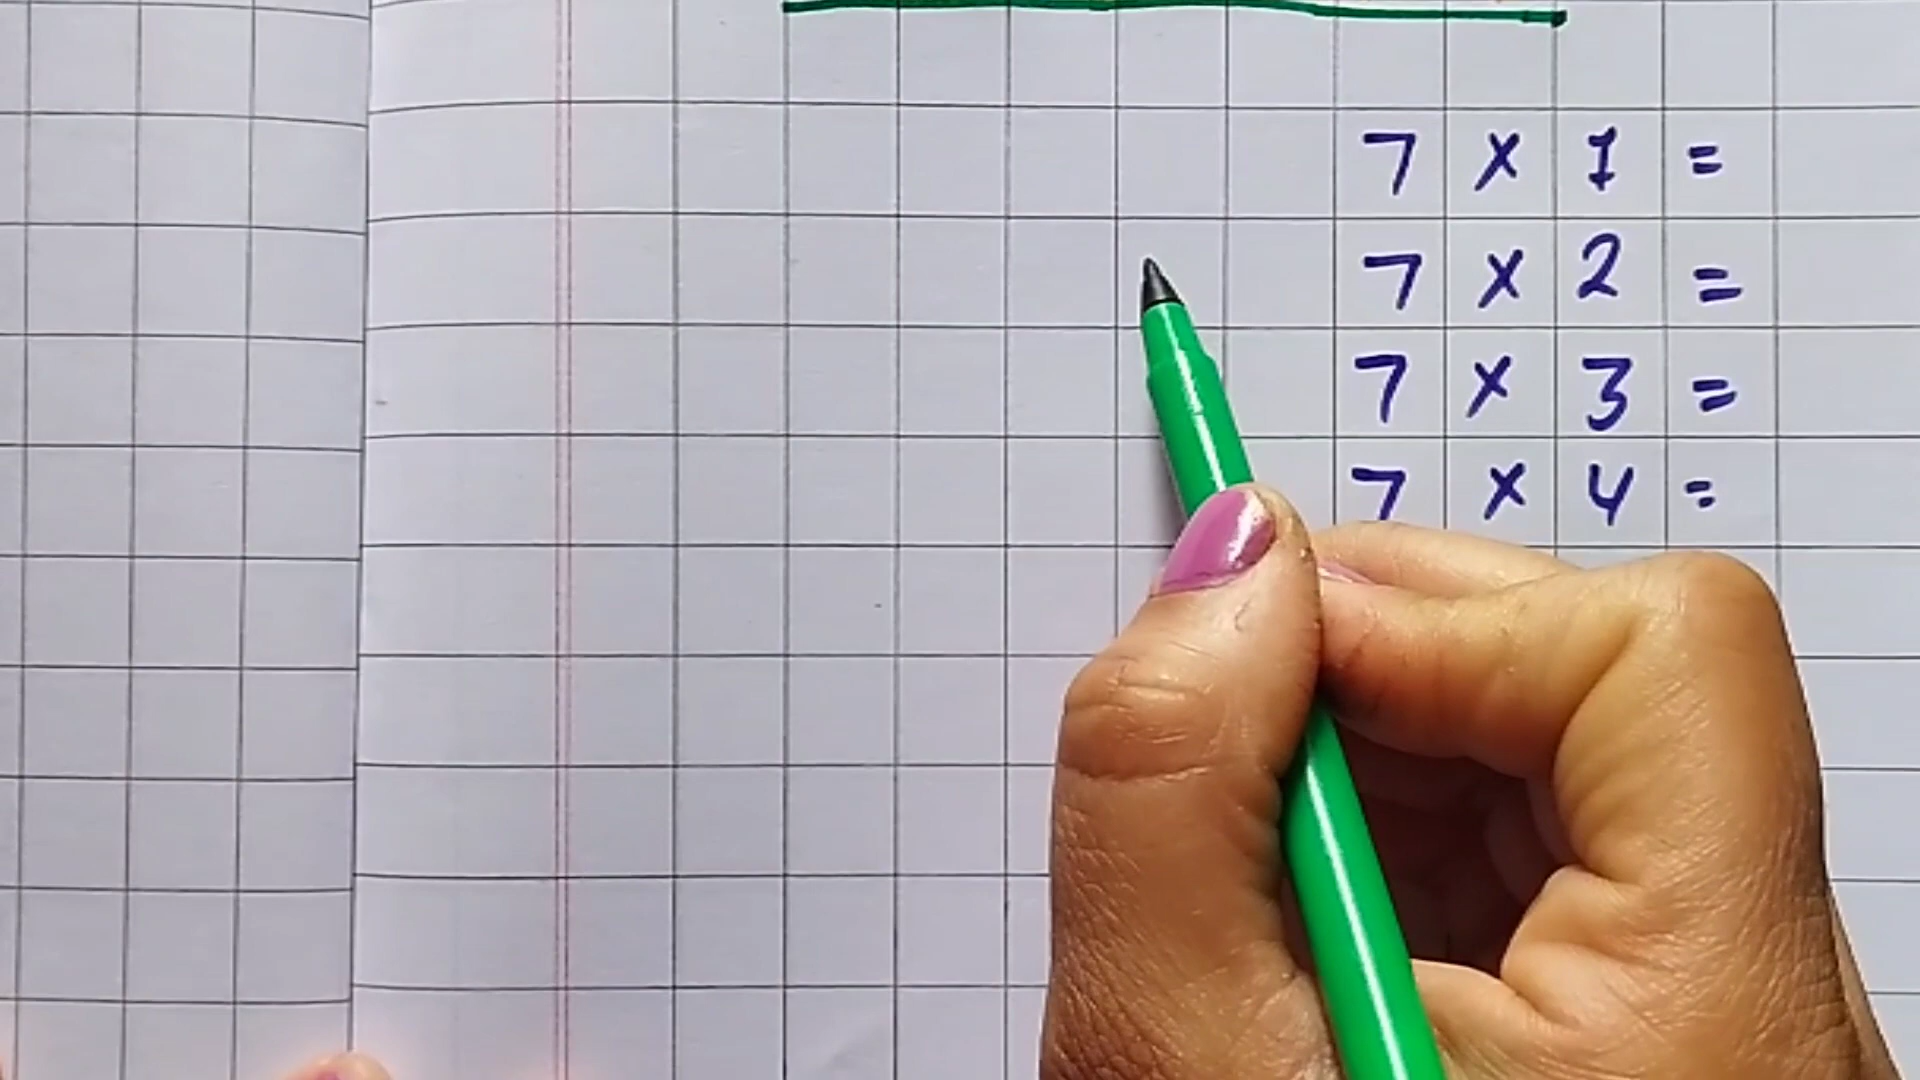 7 x 1 =
7 x 2 =
7 x 3 =
7 x 4 =